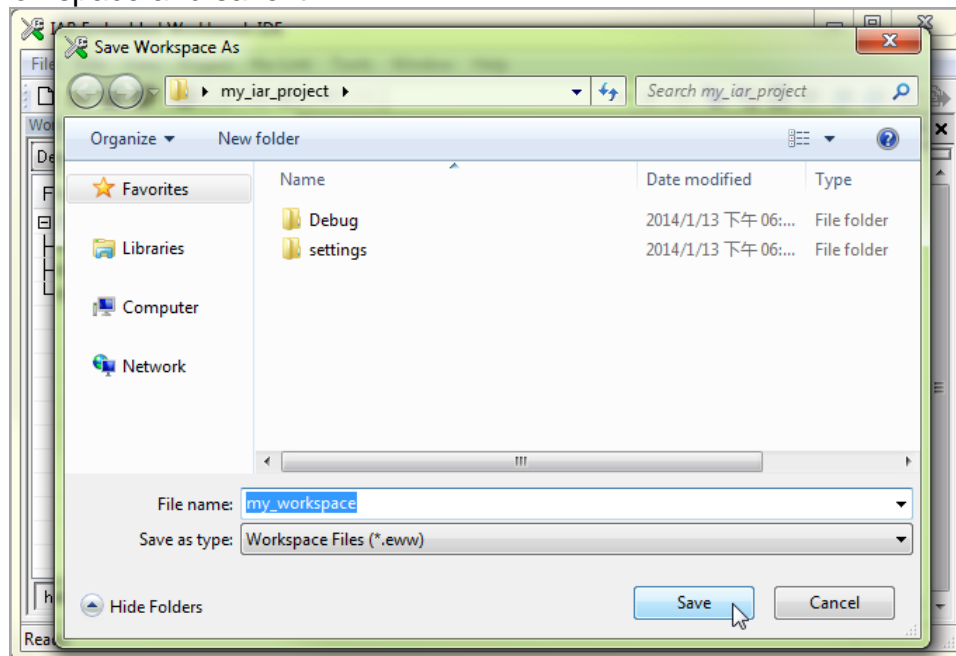 Save Workspace As
File
my_iar_project
Search my_iar_project
Organize
New folder
Name
Date modified
Type
Favorites
Debug
2014/1/13 下午 06:...
File folder
Libraries
settings
2014/1/13 下午 06:...
File folder
Computer
Network
File name:
my_workspace
Save as type:
Workspace Files (*.eww)
Hide Folders
Save
Cancel